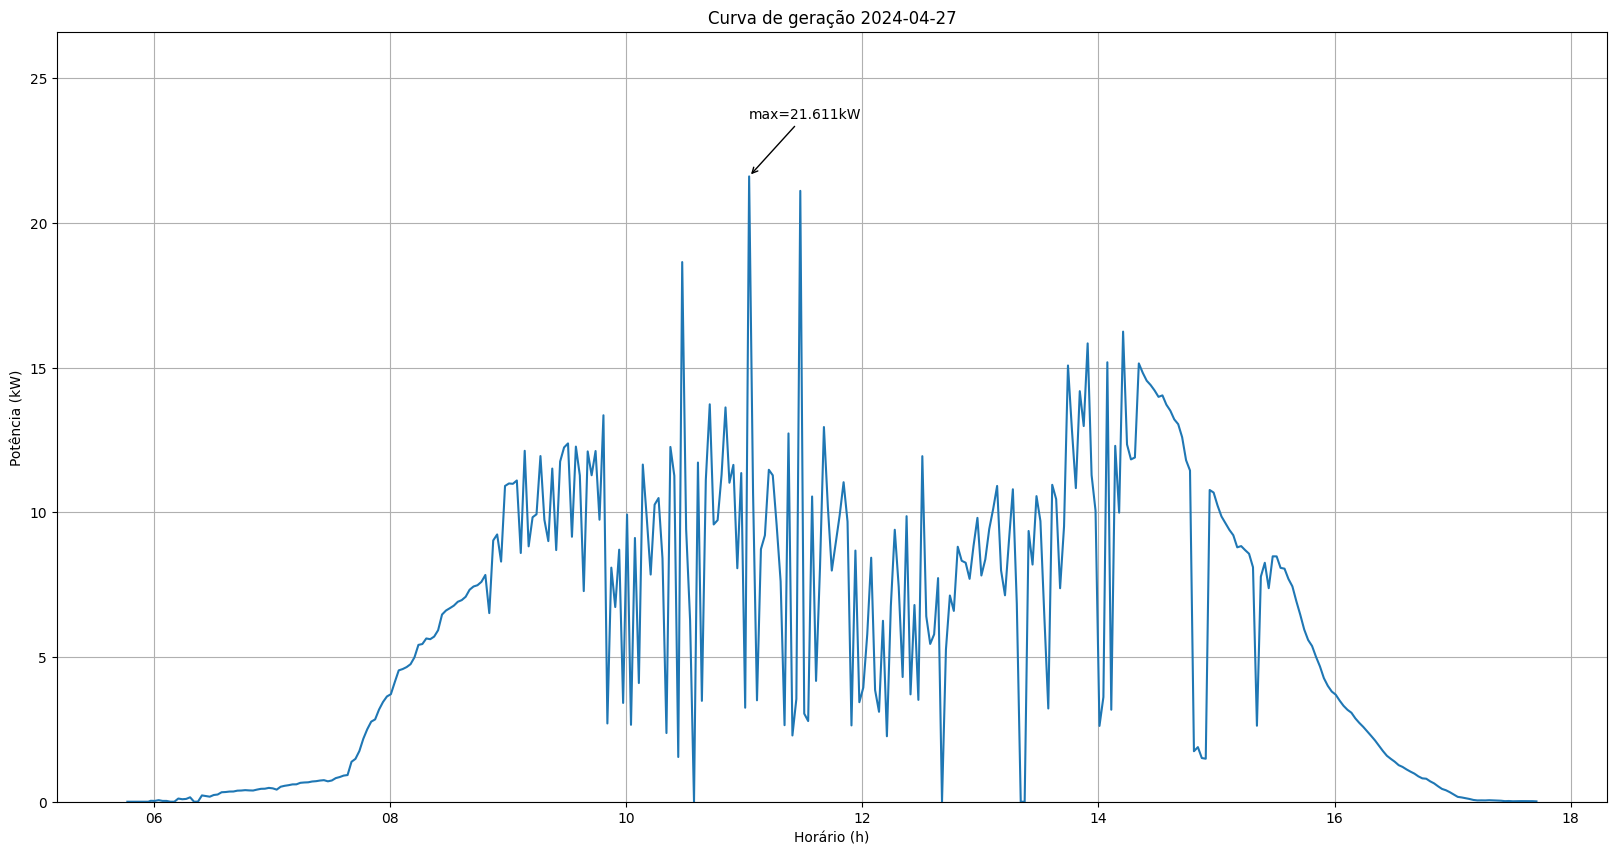 Curva de geração 2024-04-27
max=21.611kW
Potência (kW)
25
20
15
10
5
0
06 08 10 12 14 16 18
Horário (h)